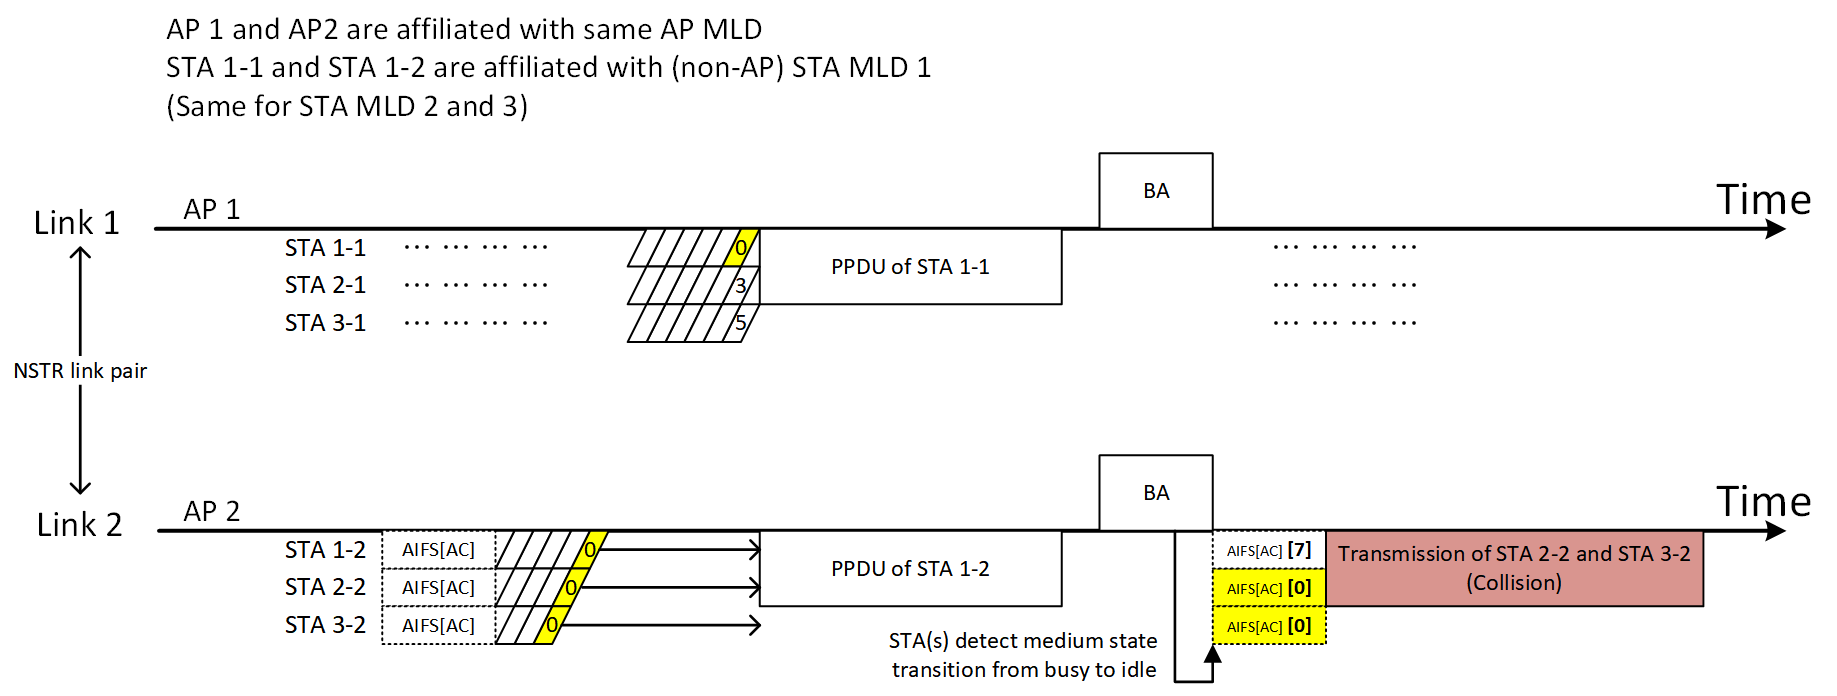 AP 1 and AP2 are affiliated with same AP MLD
STA 1-1 and STA 1-2 are affiliated with (non-AP) STA MLD 1
(Same for STA MLD 2 and 3)
BA
Time
Link 1
AP 1
STA 1-1
... ... ... ...
0
PPDU of STA 1-1
... ... ... ...
STA 2-1
... ... ... ...
3
... ... ... ...
STA 3-1
... ... ... ...
5
... ... ... ...
NSTR link pair
BA
Time
Link 2
AP 2
STA 1-2
AIFS[AC]
0
PPDU of STA 1-2
AIFS[AC] [7]
Transmission of STA 2-2 and STA 3-2
(Collision)
STA 2-2
AIFS[AC]
0
AIFS[AC] [0]
STA 3-2
AIFS[AC]
0
AIFS[AC] [0]
STA(s) detect medium state
transition from busy to idle